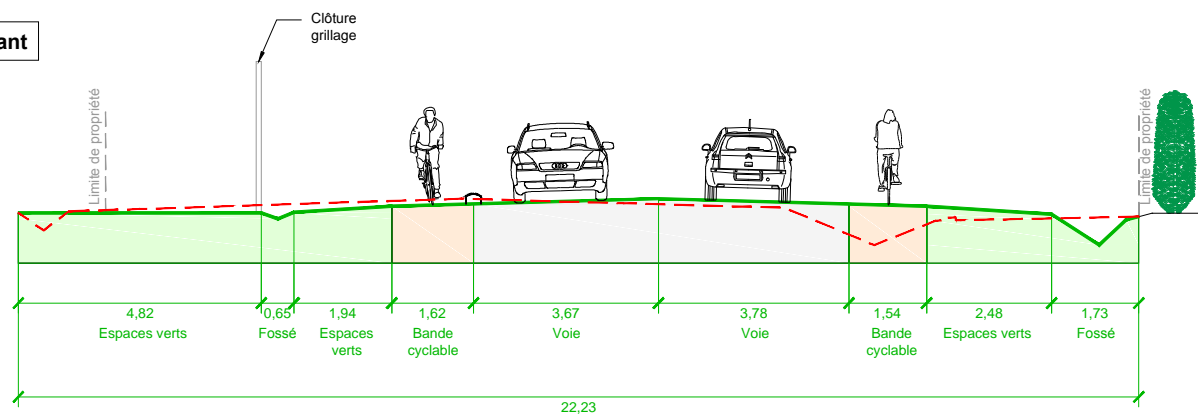 Clôture
grillage
ant
Limite de propriété
Limite de propriété
4,82
0,65
1,94
1,62
3,67
3,78
1,54
2,48
1,73
Espaces verts
Fossé
Espaces
verts
Bande
cyclable
Voie
Voie
Bande
cyclable
Espaces verts
Fossé
22,23